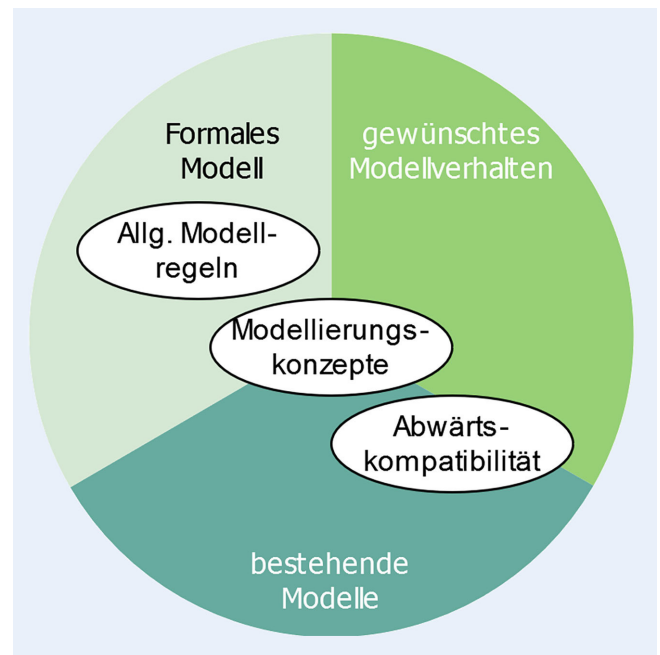 Formales
Modell
gewünschtes
Modellverhalten
Allg. Modell-
regeln
Modellierungs-
konzepte
Abwärts-
kompatibilität
bestehende
Modelle